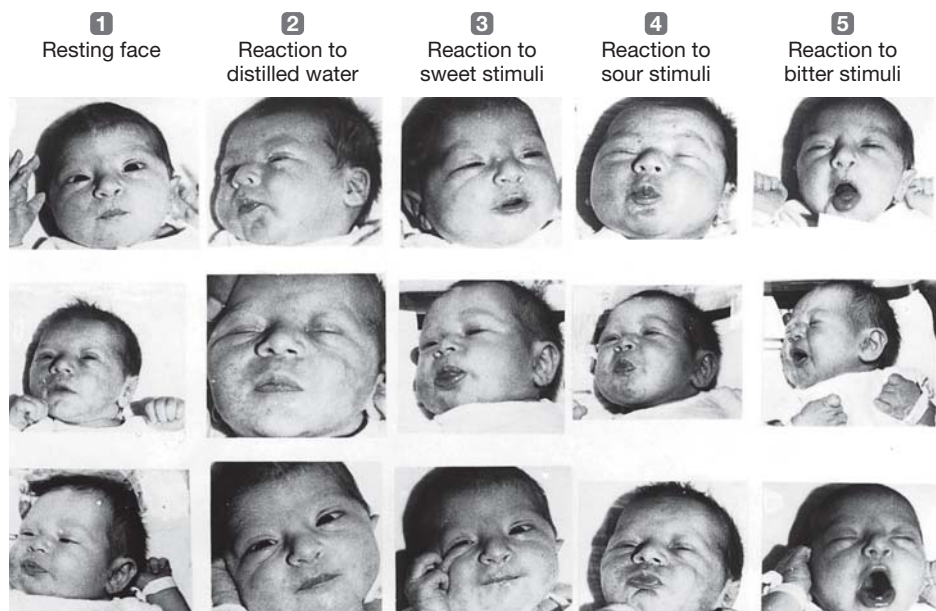 1
Resting face
2
Reaction to
distilled water
3
Reaction to
sweet stimuli
4
Reaction to
sour stimuli
5
Reaction to
bitter stimuli